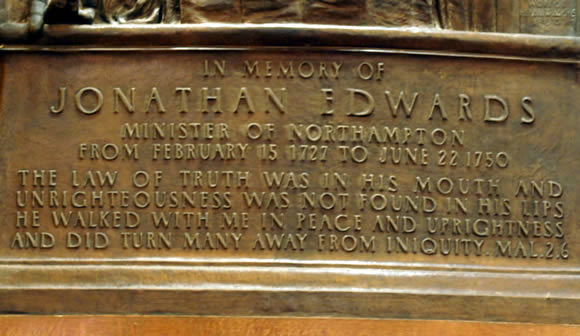 IN MEMORY OF
JONATHAN EDWARDS
MINISTER OF NORTHAMPTON
FROM FEBRUARY 15 1727 TO JUNE 22 1750
THE LAW OF TRUTH WAS IN HIS MOUTH AND
UNRIGHTEOUSNESS WAS NOT FOUND IN HIS LIPS
HE WALKED WITH ME IN PEACE AND UPRIGHTNESS
AND DID TURN MANY AWAY FROM INIQUITY. MAL.2.6